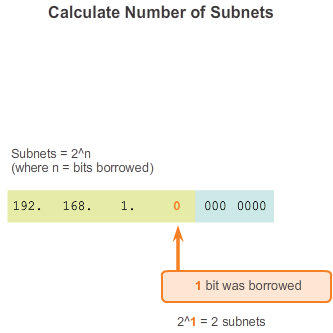 Calculate Number of Subnets
Subnets = 2^n
(where n = bits borrowed)
192. 168. 1. 0 000 0000
1 bit was borrowed
2^1 = 2 subnets